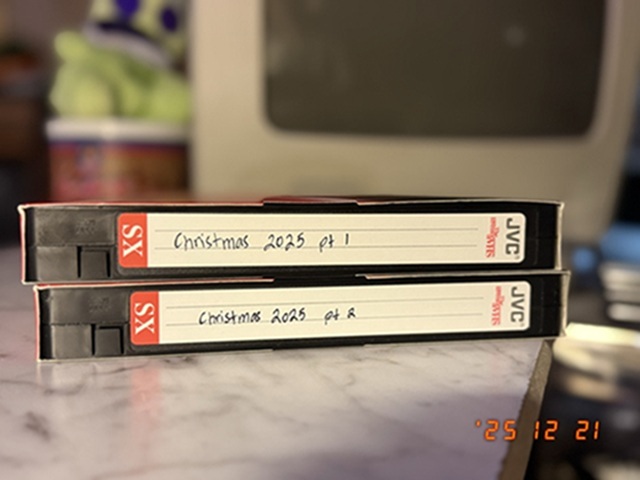 SX Christmas 2025 pt 1 JVC
SX Christmas 2025 pt 2 JVC
'25 12 21